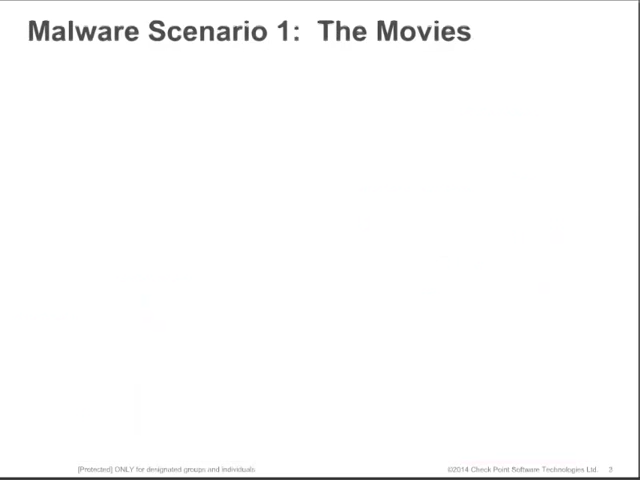 Malware Scenario 1:  The Movies
[Protected] ONLY for designated groups and individuals
©2014 Check Point Software Technologies Ltd.
3